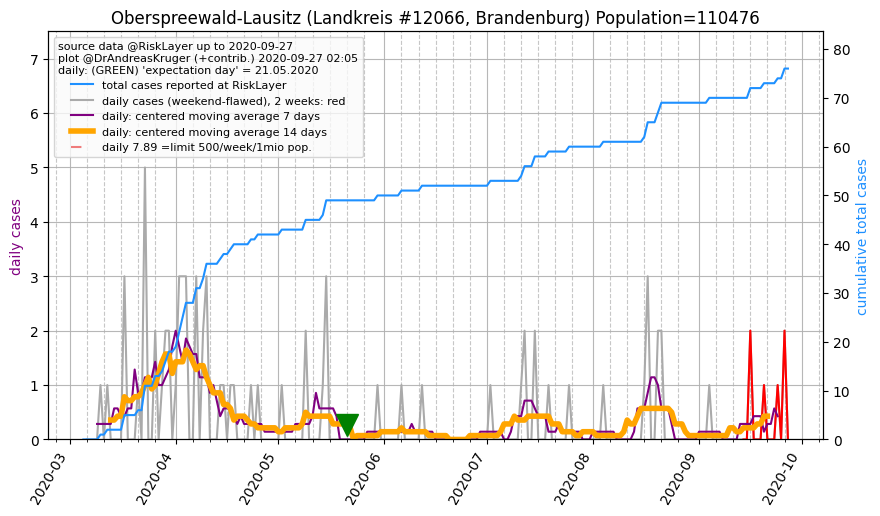 Oberspreewald-Lausitz (Landkreis #12066, Brandenburg) Population=110476
source data @RiskLayer up to 2020-09-27
plot @DrAndreasKruger (+contrib.) 2020-09-27 02:05
daily: (GREEN) 'expectation day' = 21.05.2020
total cases reported at RiskLayer
daily cases (weekend-flawed), 2 weeks: red
daily: centered moving average 7 days
daily: centered moving average 14 days
daily 7.89 =limit 500/week/1mio pop.
daily cases
7
6
5
4
3
2
1
0
cumulative total cases
80
70
60
50
40
30
20
10
0
2020-03
2020-04
2020-05
2020-06
2020-07
2020-08
2020-09
2020-10